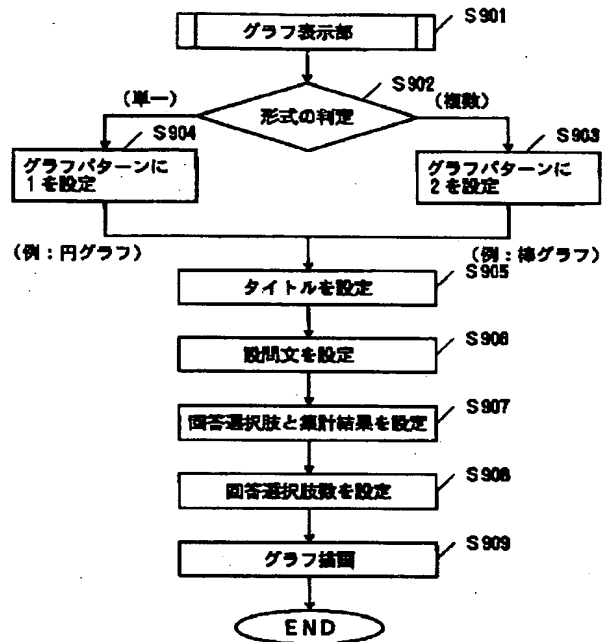 グラフ表示部
S901
S902
(単一)
形式の判定
(複数)
S904
S903
グラフパターンに
1を設定
グラフパターンに
2を設定
(例:円グラフ)
(例:棒グラフ)
S905
タイトルを設定
S906
設問文を設定
S907
回答選択肢と集計結果を設定
S908
回答選択肢数を設定
S909
グラフ描画
END